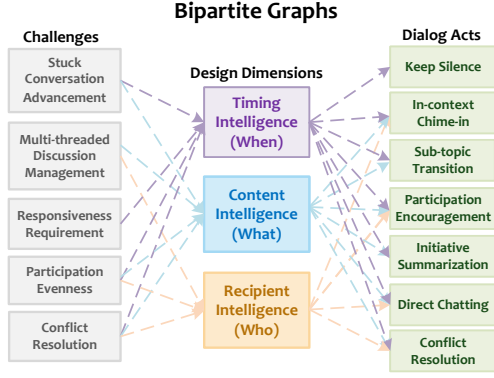 Bipartite Graphs
Challenges
Stuck
Conversation
Advancement
Multi-threaded
Discussion
Management
Responsiveness
Requirement
Participation
Evenness
Conflict
Resolution
Design Dimensions
Timing
Intelligence
(When)
Content
Intelligence
(What)
Recipient
Intelligence
(Who)
Dialog Acts
Keep Silence
In-context
Chime-in
Sub-topic
Transition
Participation
Encouragement
Initiative
Summarization
Direct Chatting
Conflict
Resolution